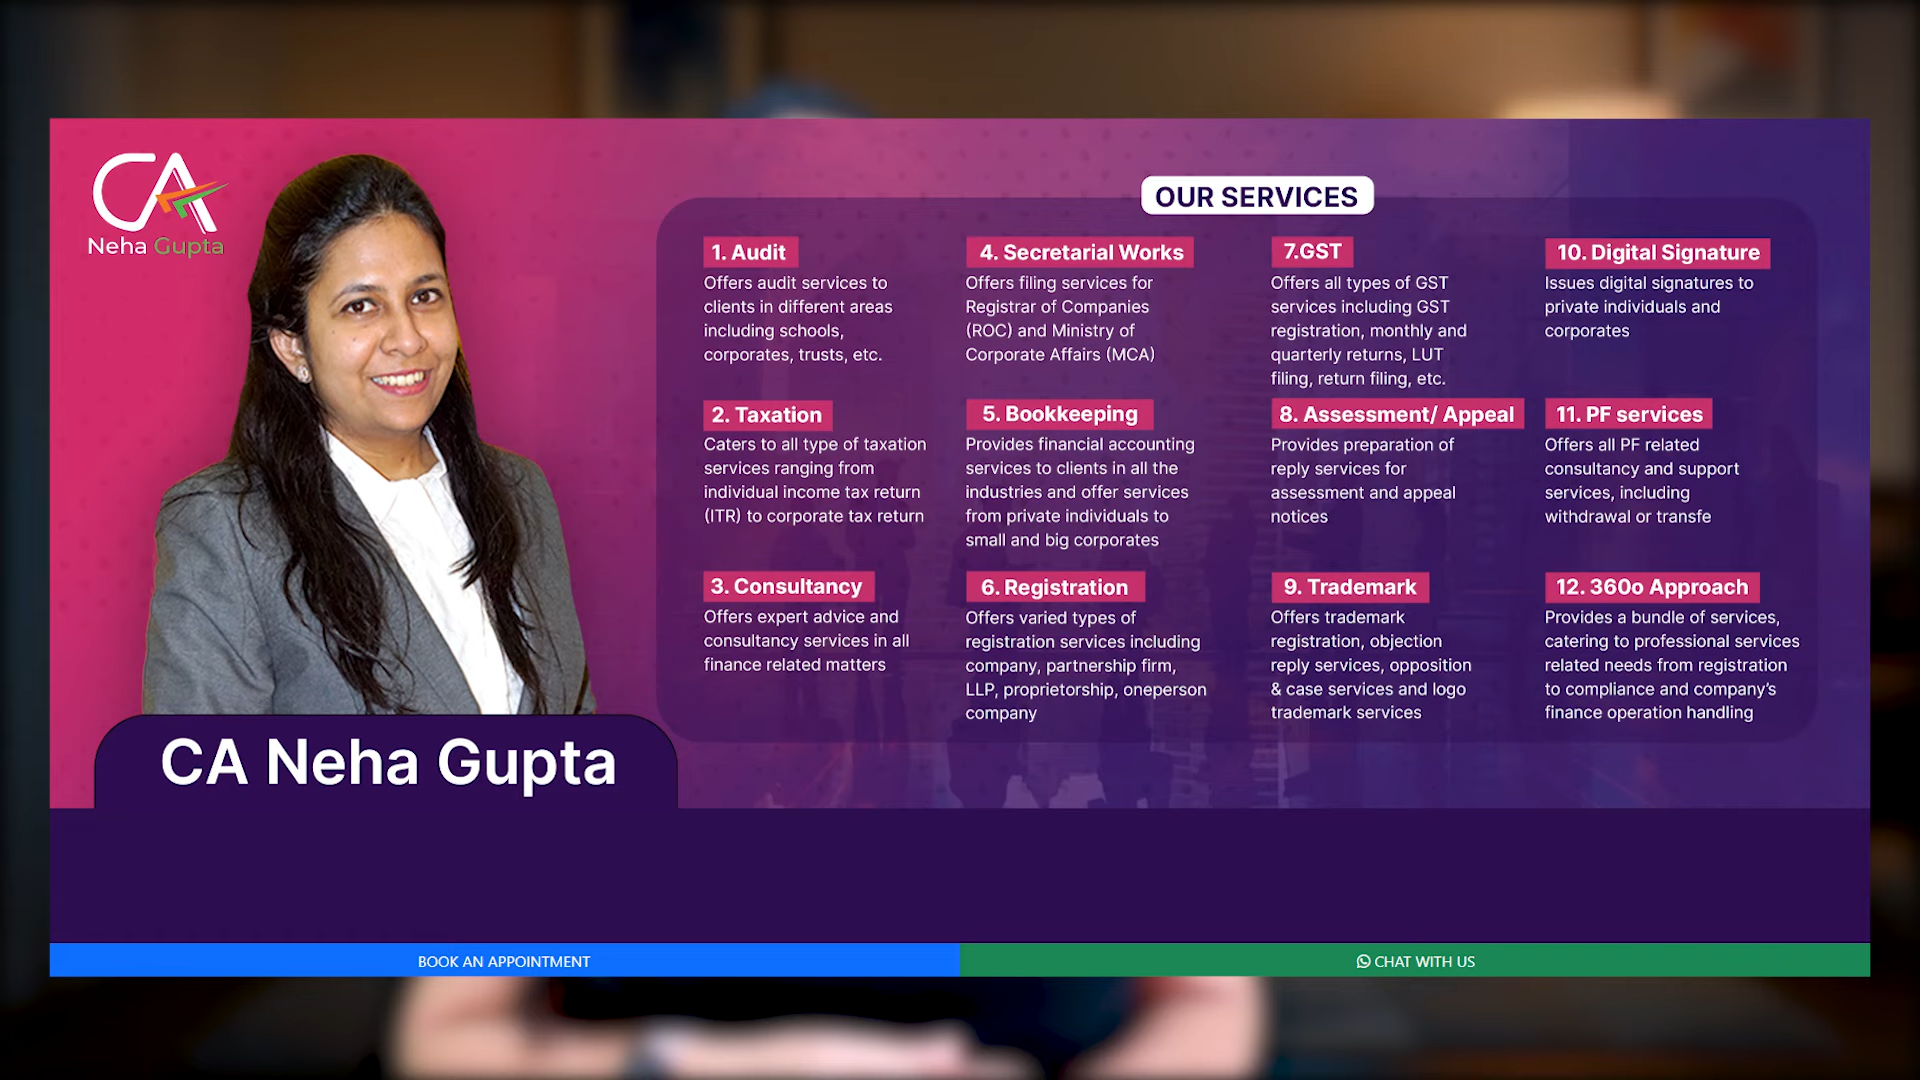 CA
Neha Gupta
CA Neha Gupta
OUR SERVICES
1. Audit
Offers audit services to
clients in different areas
including schools,
corporates, trusts, etc.
2. Taxation
Caters to all type of taxation
services ranging from
individual income tax return
(ITR) to corporate tax return
3. Consultancy
Offers expert advice and
consultancy services in all
finance related matters
4. Secretarial Works
Offers filing services for
Registrar of Companies
(ROC) and Ministry of
Corporate Affairs (MCA)
5. Bookkeeping
Provides financial accounting
services to clients in all the
industries and offer services
from private individuals to
small and big corporates
6. Registration
Offers varied types of
registration services including
company, partnership firm,
LLP, proprietorship, oneperson
company
7.GST
Offers all types of GST
services including GST
registration, monthly and
quarterly returns, LUT
filing, return filing, etc.
8. Assessment/ Appeal
Provides preparation of
reply services for
assessment and appeal
notices
9. Trademark
Offers trademark
registration, objection
reply services, opposition
& case services and logo
trademark services
10. Digital Signature
Issues digital signatures to
private individuals and
corporates
11. PF services
Offers all PF related
consultancy and support
services, including
withdrawal or transfe
12. 360o Approach
Provides a bundle of services,
catering to professional services
related needs from registration
to compliance and company's
finance operation handling
BOOK AN APPOINTMENT
CHAT WITH US